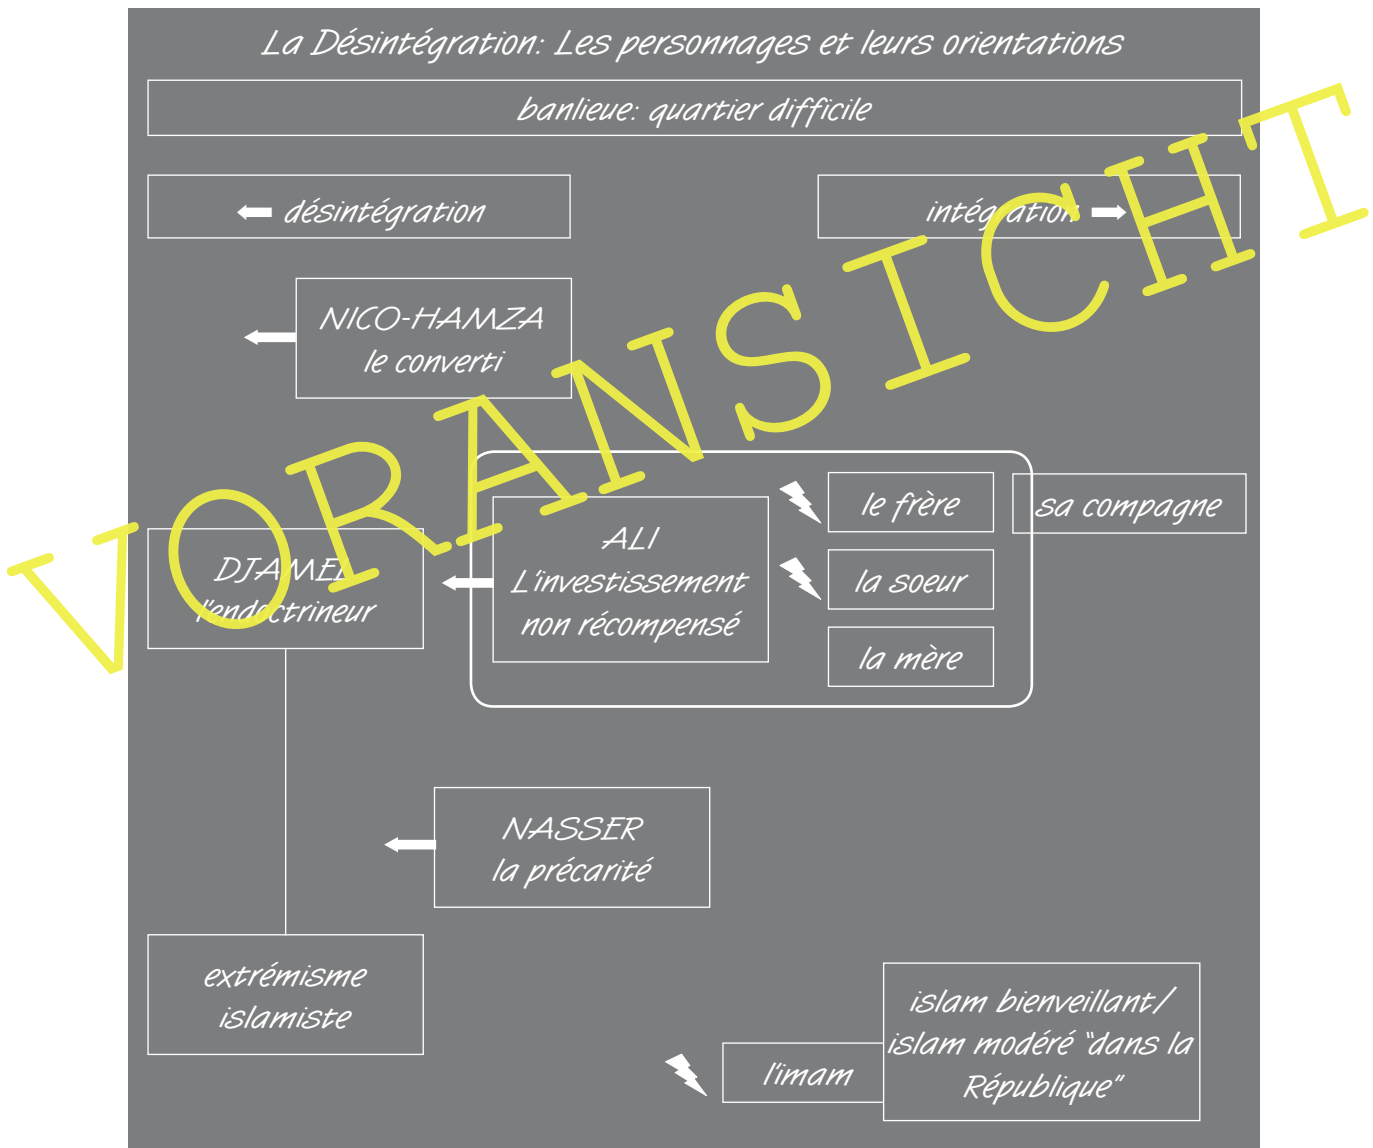 La Désintégration: Les personnages et leurs orientations
banlieue: quartier difficile
désintégration
intégration
NICO-HAMZA
le converti
DJAMEL
l'endoctrineur
ALI
L'investissement
non récompensé
le frère
la soeur
la mère
sa compagne
NASSER
la précarité
extrémisme
islamiste
l'imam
islam bienveillant/
islam modéré "dans la
République"
VORANSICHT